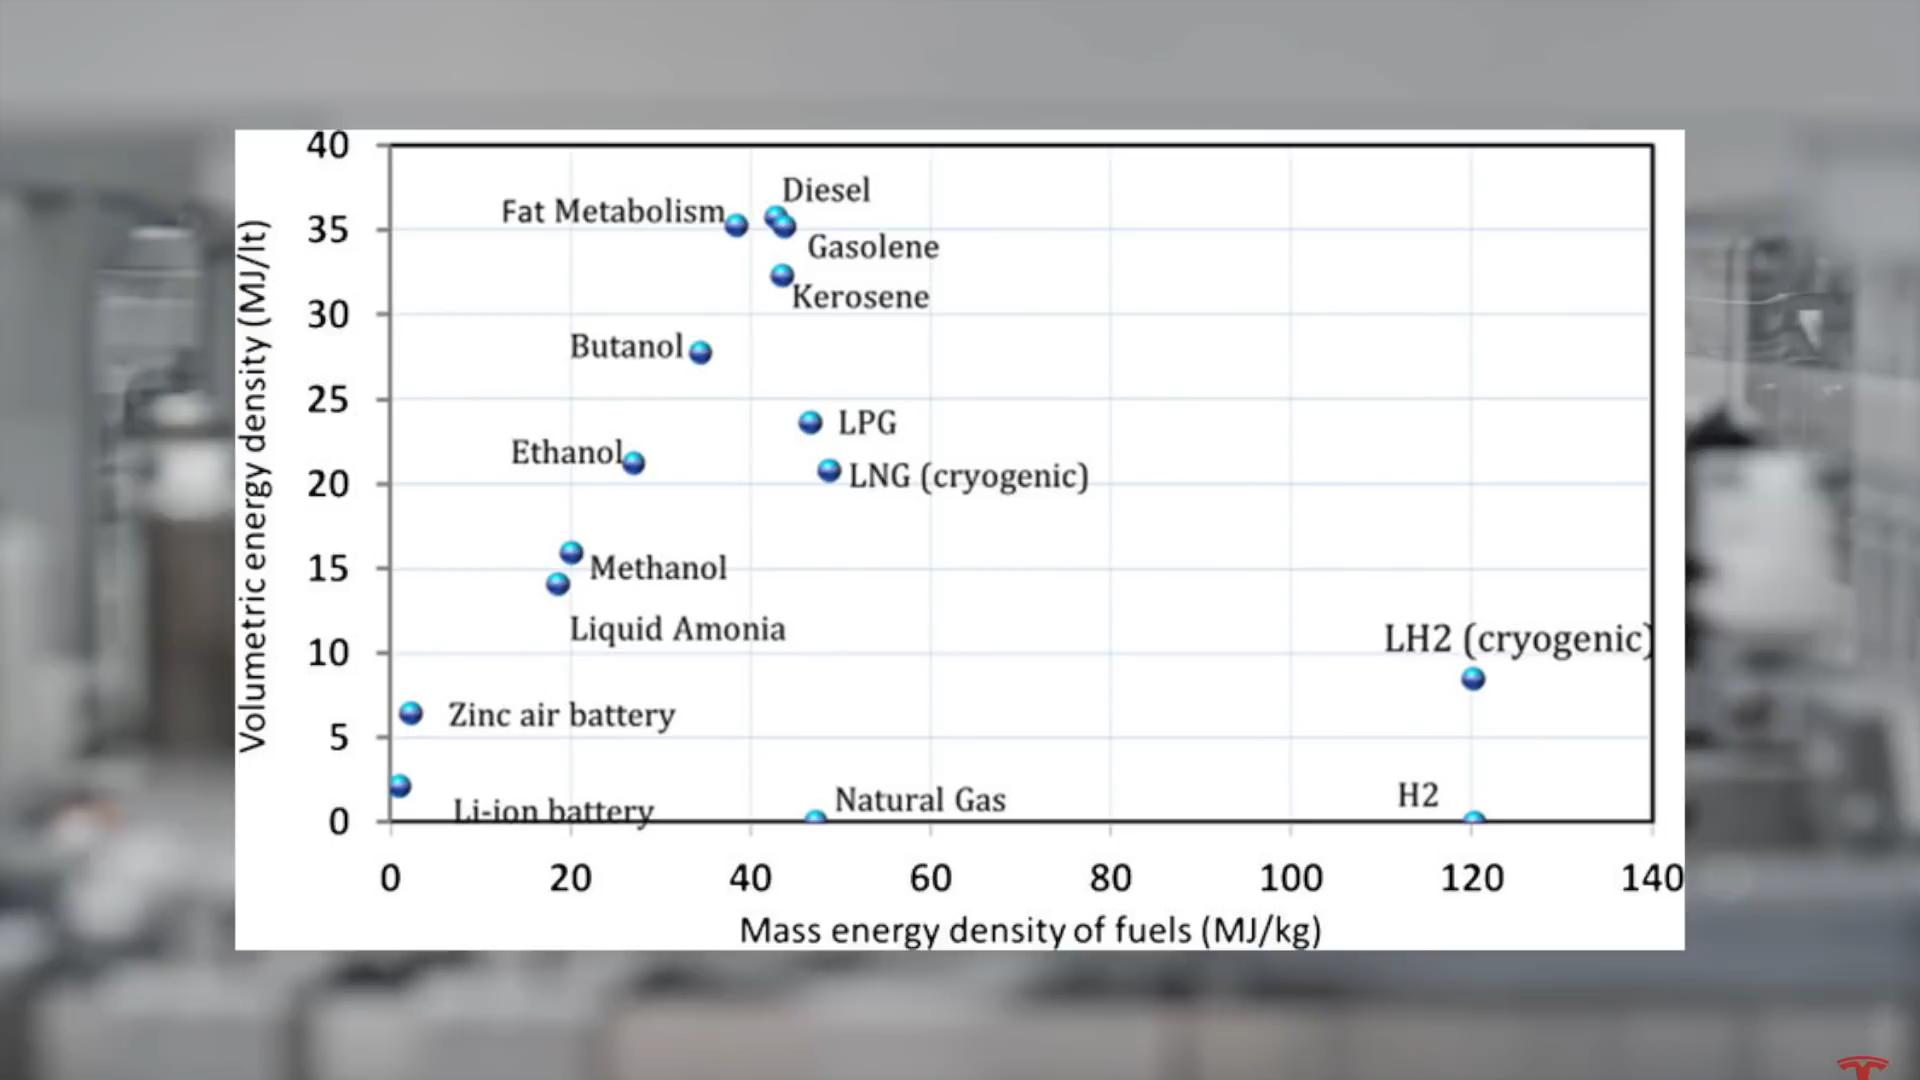 40
Diesel
Fat Metabolism
35
Gasolene
Kerosene
30
Butanol
25
LPG
Ethanol
LNG (cryogenic)
20
Methanol
15
Liquid Amonia
LH2 (cryogenic)
10
Zinc air battery
5
H2
Natural Gas
Li-ion battery
0
0 20 40 60 80 100 120 140
Mass energy density of fuels (MJ/kg)
Volumetric energy density (MJ/lt)